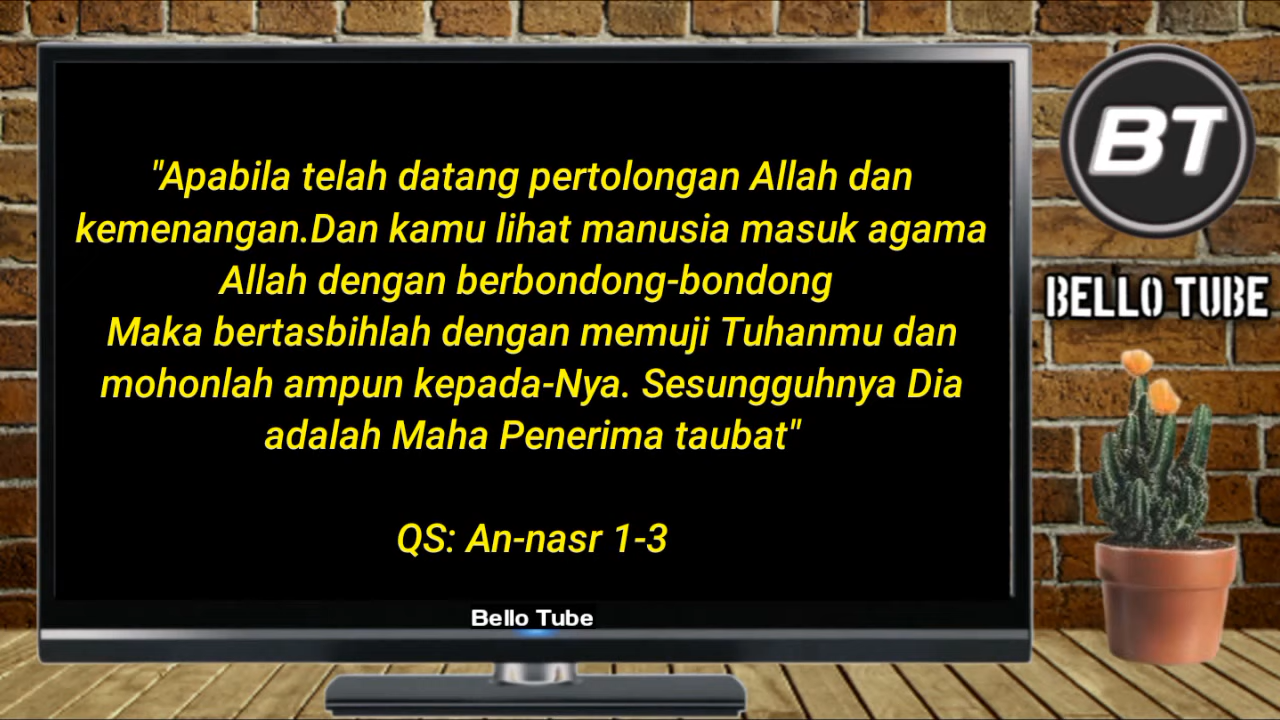 "Apabila telah datang pertolongan Allah dan
kemenangan.Dan kamu lihat manusia masuk agama
Allah dengan berbondong-bondong
Maka bertasbihlah dengan memuji Tuhanmu dan
mohonlah ampun kepada-Nya. Sesungguhnya Dia
adalah Maha Penerima taubat"
QS: An-nasr 1-3
Bello Tube
BT
BELLO TUBE